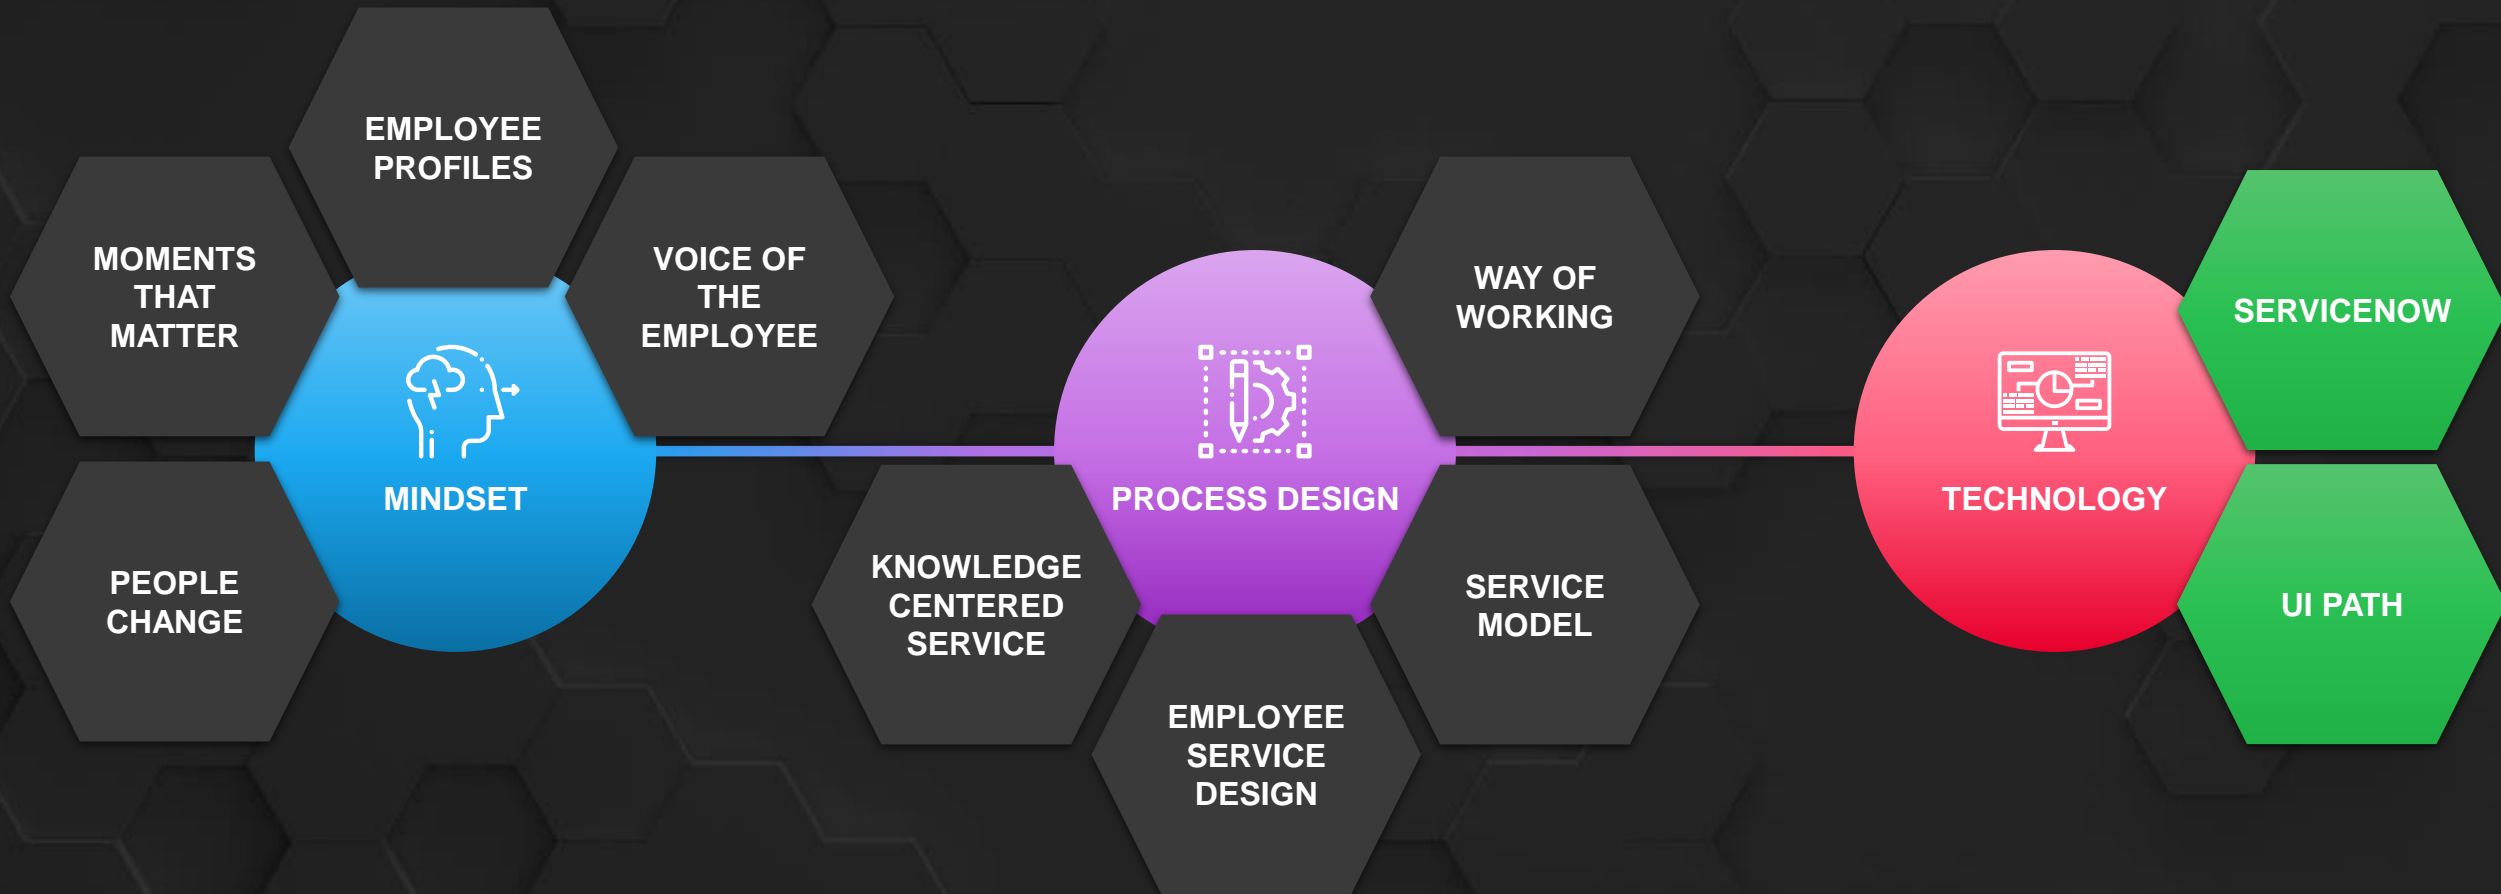 EMPLOYEE
PROFILES
MOMENTS
THAT
MATTER
VOICE OF
THE
EMPLOYEE
MINDSET
PEOPLE
CHANGE
WAY OF
WORKING
PROCESS DESIGN
KNOWLEDGE
CENTERED
SERVICE
SERVICE
MODEL
EMPLOYEE
SERVICE
DESIGN
SERVICENOW
TECHNOLOGY
UI PATH